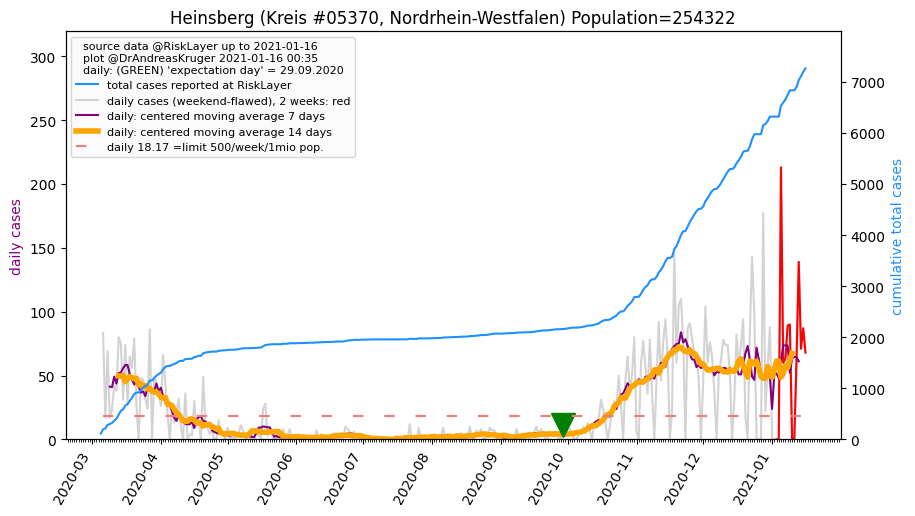 Heinsberg (Kreis #05370, Nordrhein-Westfalen) Population=254322
source data @RiskLayer up to 2021-01-16
plot @DrAndreasKruger 2021-01-16 00:35
daily: (GREEN) 'expectation day' = 29.09.2020
total cases reported at RiskLayer
daily cases (weekend-flawed), 2 weeks: red
daily: centered moving average 7 days
daily: centered moving average 14 days
daily 18.17 =limit 500/week/1mio pop.
daily cases
300
250
200
150
100
50
0
cumulative total cases
7000
6000
5000
4000
3000
2000
1000
0
2020-03
2020-04
2020-05
2020-06
2020-07
2020-08
2020-09
2020-10
2020-11
2020-12
2021-01